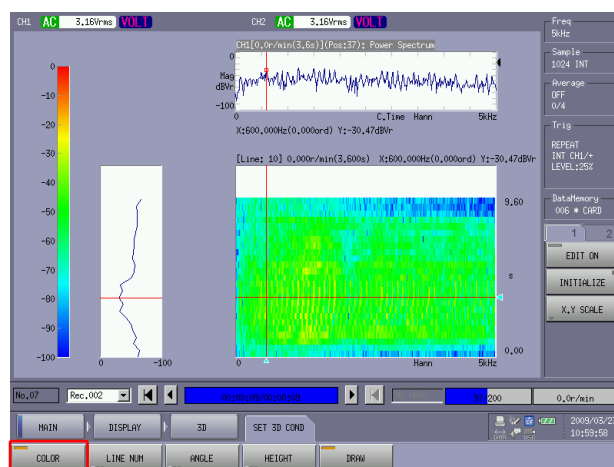 CH1 AC 3.16Vrms VOLT CH2 AC 3.16Vrms VOLT
Freq
5kHz
Sample
1024 INT
Average
OFF
0/4
Trig
REPEAT
INT CH1/+
LEVEL:25%
DataMemory
006 * CARD
1 2
EDIT ON
INITIALIZE
X.Y SCALE
CH1[0.0r/min(3.6s)](Pos:37): Power Spectrum
0
Mag
dBVr
-100
0 C.Time Hann 5kHz
X:600.000Hz(0.000ord) Y:-30.47dBVr
[Line: 10] 0.000r/min(3.600s) X:600.000Hz(0.000ord) Y:-30.47dBVr
0
-10
-20
-30
-40
-50
-60
-70
-80
-90
-100
0 -100
9.60
s
0.00
0 Hann 5kHz
No.07 Rec.002 200 0.0r/min
MAIN DISPLAY 3D SET 3D COND
2009/03/23
10:59:58
COLOR LINE NUM ANGLE HEIGHT DRAW